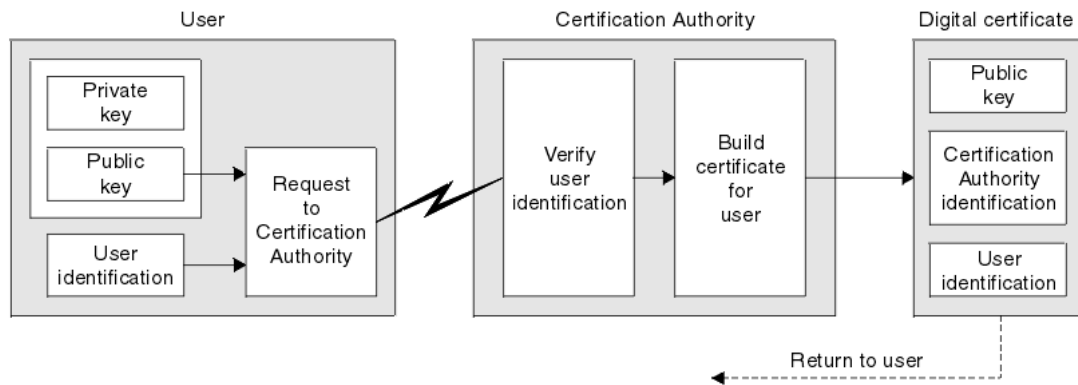 User
Certification Authority
Digital certificate
Private
key
Public
key
User
identification
Request
to
Certification
Authority
Verify
user
identification
Build
certificate
for
user
Public
key
Certification
Authority
identification
User
identification
Return to user